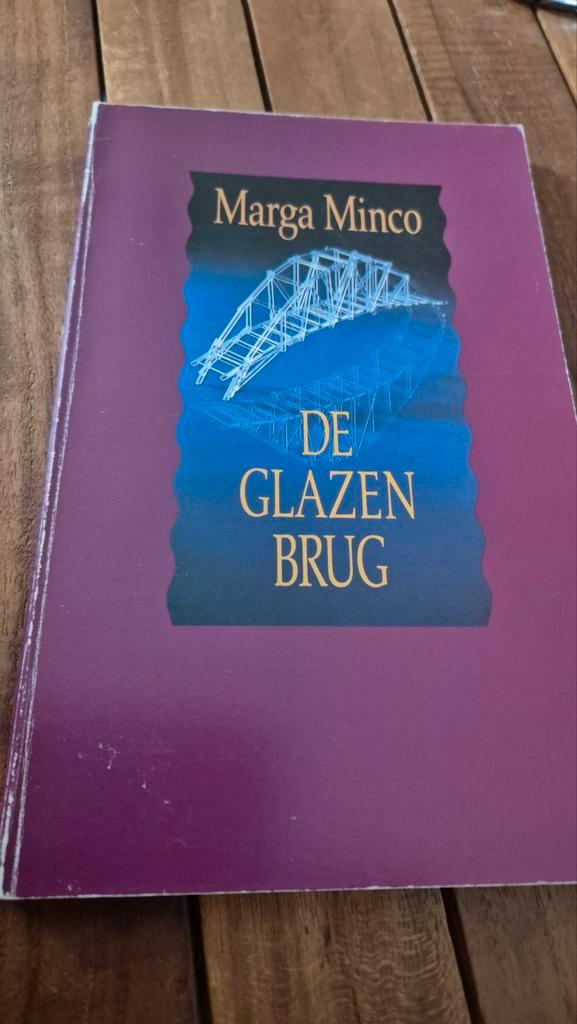 Marga Minco
DE
GLAZEN
BRUG